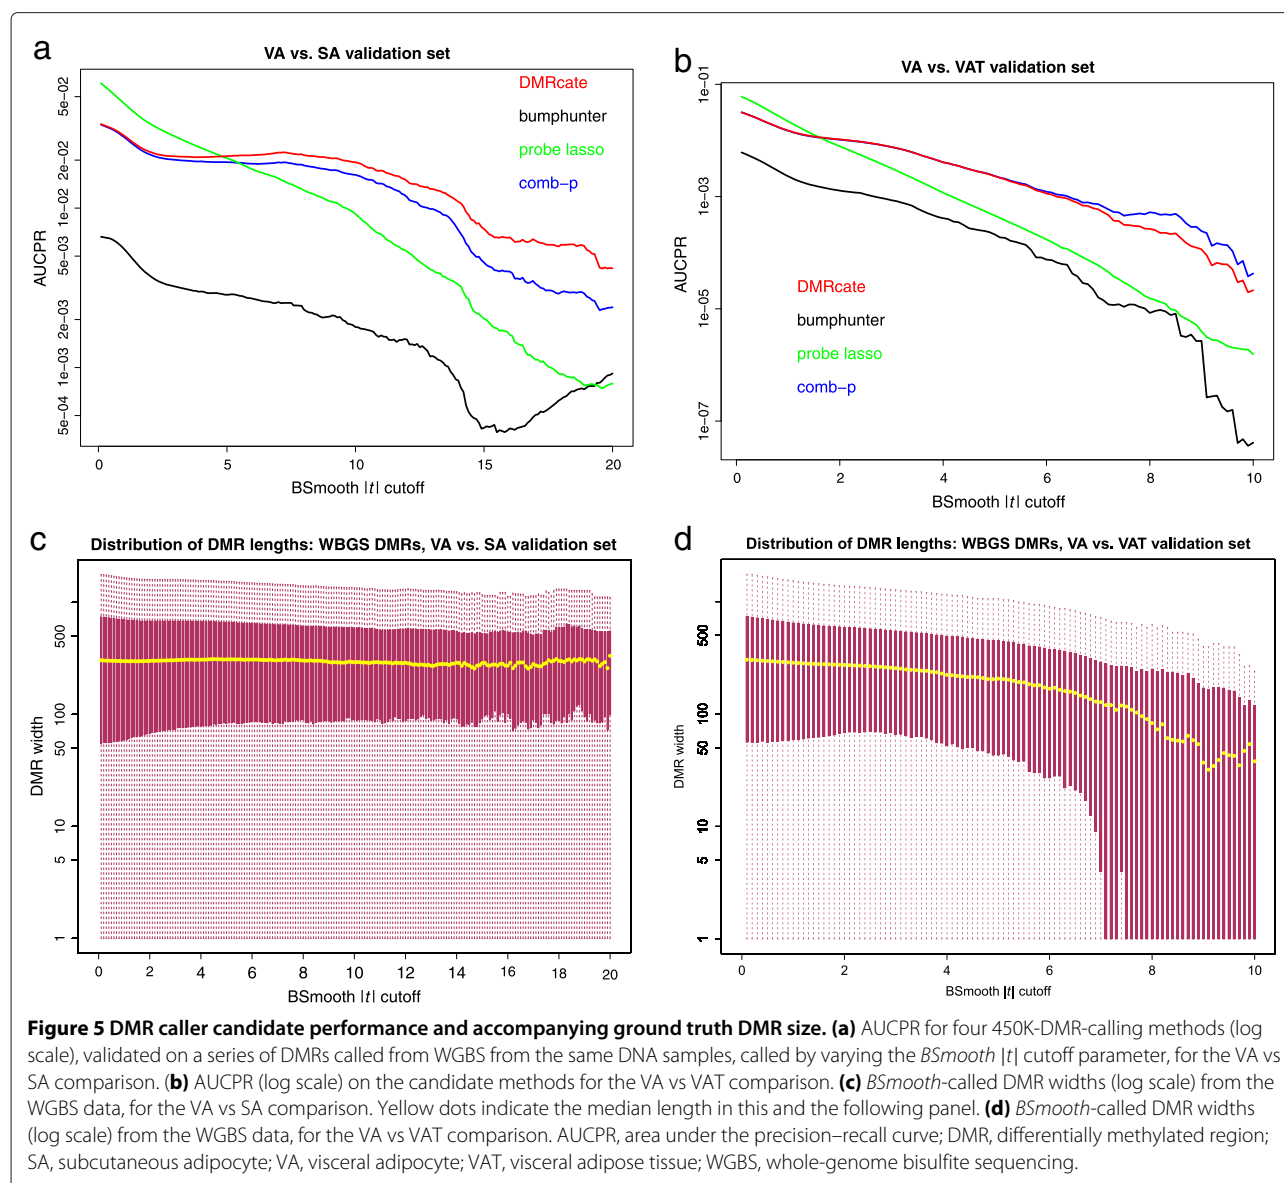 a
VA vs. SA validation set
AUCPR
5e−02
2e−02
1e−02
5e−03
2e−03
1e−03
5e−04
DMRcate
bumphunter
probe lasso
comb−p
0 5 10 15 20
BSmooth |t| cutoff
b
VA vs. VAT validation set
AUCPR
1e−01
1e−03
1e−05
1e−07
DMRcate
bumphunter
probe lasso
comb−p
0 2 4 6 8 10
BSmooth |t| cutoff
c
Distribution of DMR lengths: WBGS DMRs, VA vs. SA validation set
DMR width
500
100
50
10
5
1
0 2 4 6 8 10 12 14 16 18 20
BSmooth |t| cutoff
d
Distribution of DMR lengths: WBGS DMRs, VA vs. VAT validation set
DMR width
500
100
50
10
5
1
0 2 4 6 8 10
BSmooth |t| cutoff
Figure 5 DMR caller candidate performance and accompanying ground truth DMR size. (a) AUCPR for four 450K-DMR-calling methods (log
scale), validated on a series of DMRs called from WGBS from the same DNA samples, called by varying the BSmooth |t| cutoff parameter, for the VA vs
SA comparison. (b) AUCPR (log scale) on the candidate methods for the VA vs VAT comparison. (c) BSmooth-called DMR widths (log scale) from the
WGBS data, for the VA vs SA comparison. Yellow dots indicate the median length in this and the following panel. (d) BSmooth-called DMR widths
(log scale) from the WGBS data, for the VA vs VAT comparison. AUCPR, area under the precision–recall curve; DMR, differentially methylated region;
SA, subcutaneous adipocyte; VA, visceral adipocyte; VAT, visceral adipose tissue; WGBS, whole-genome bisulfite sequencing.